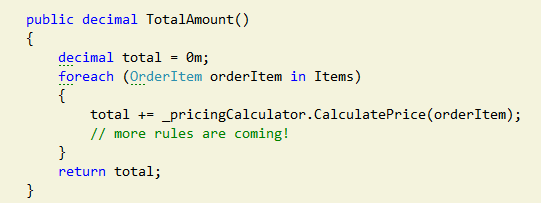 public decimal TotalAmount()
{
decimal total = 0m;
foreach (OrderItem orderItem in Items)
{
total += _pricingCalculator.CalculatePrice(orderItem);
// more rules are coming!
}
return total;
}